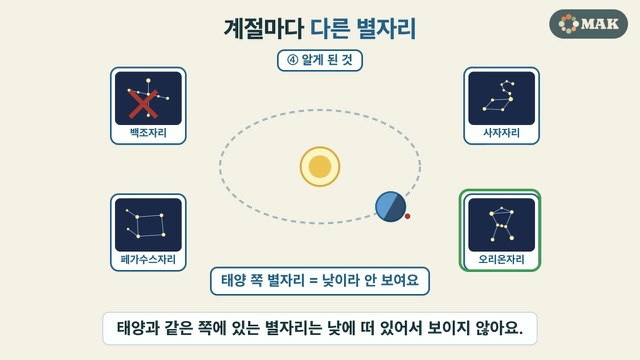 계절마다 다른 별자리
MAK
④ 알게 된 것
백조자리
사자자리
페가수스자리
오리온자리
태양 쪽 별자리 = 낮이라 안 보여요
태양과 같은 쪽에 있는 별자리는 낮에 떠 있어서 보이지 않아요.